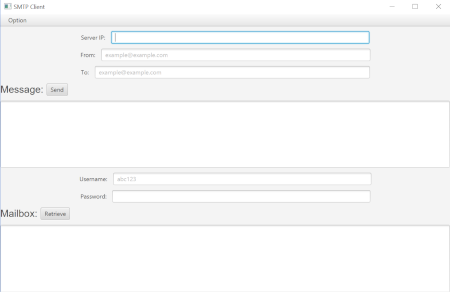 SMTP Client
Option
Server IP:
From: example@example.com
To: example@example.com
Message: Send
Username: abc123
Password:
Mailbox: Retrieve